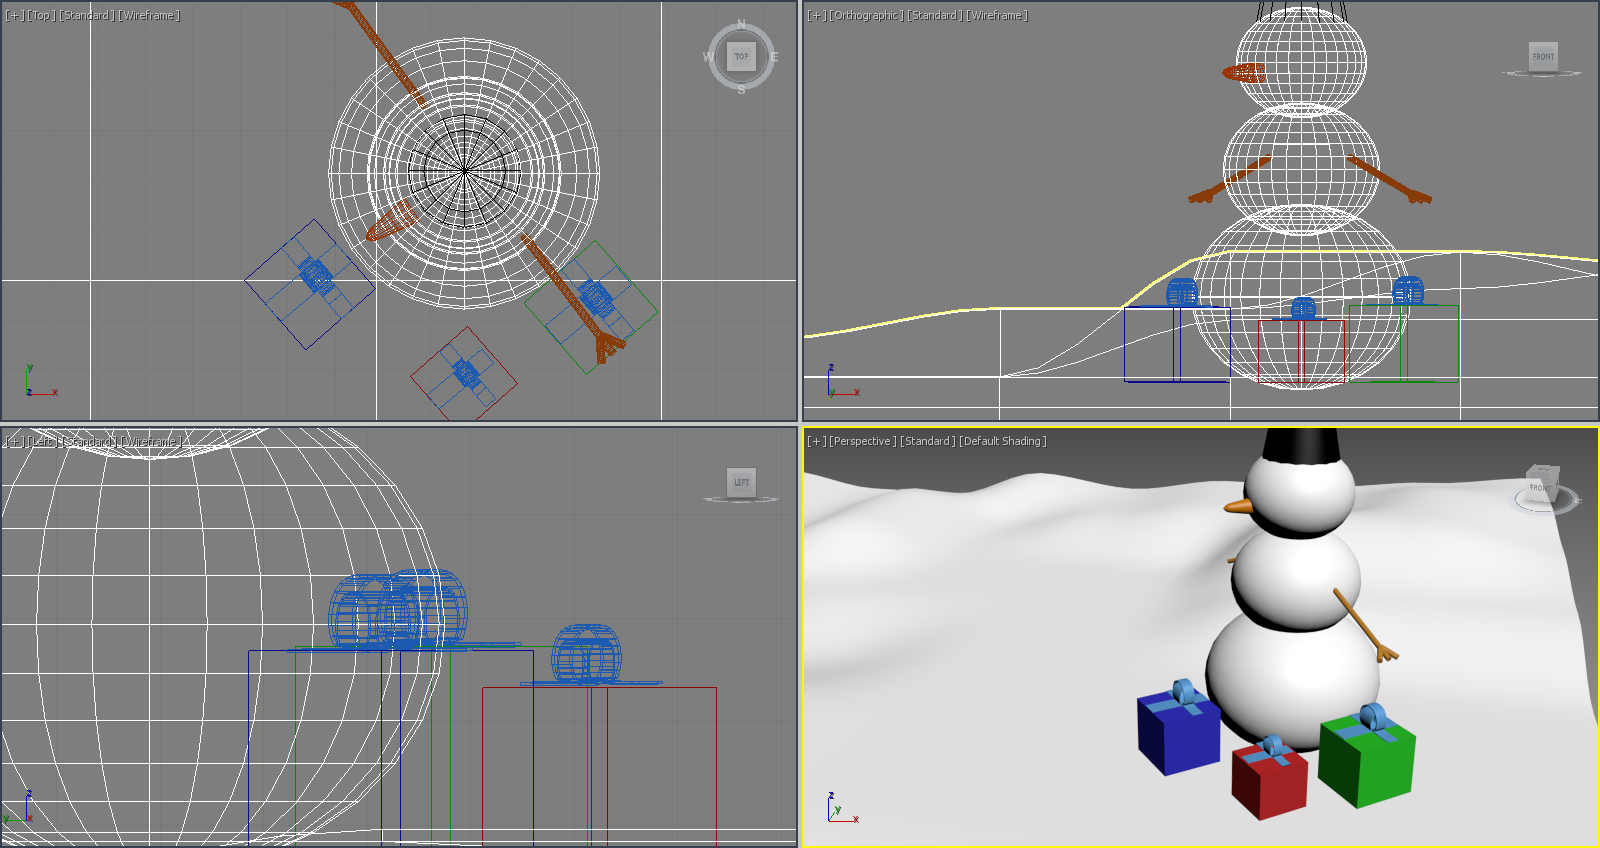 [+] [Top] [Standard] [Wireframe]
N
W TOP E
S
y
z x
[+] [Orthographic] [Standard] [Wireframe]
FRONT
z
y x
[+] [Left] [Standard] [Wireframe]
LEFT
z
y x
[+] [Perspective] [Standard] [Default Shading]
FRONT
z
y
x